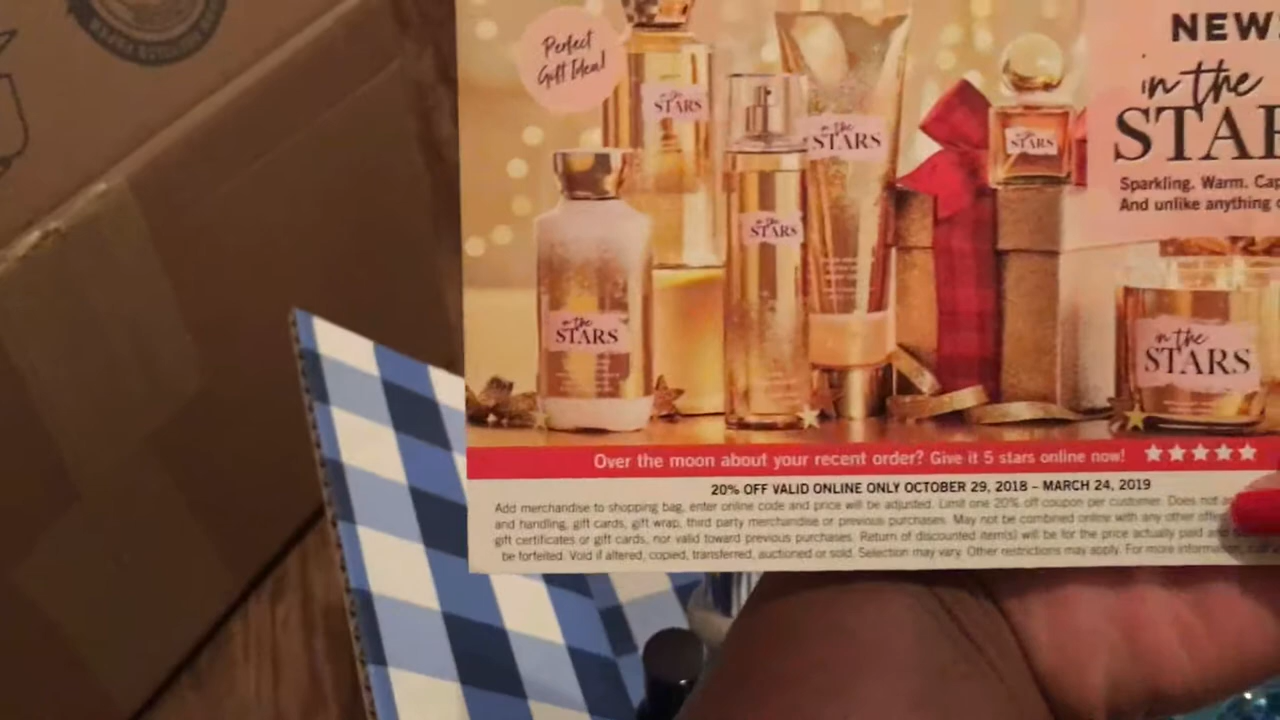 Perfect
Gift Idea!
NEW
in the
STAR
Sparkling. Warm. Cap
And unlike anything
in the
STARS
in the
STARS
in the
STARS
in the
STARS
in the
STARS
in the
STARS
Over the moon about your recent order? Give it 5 stars online now!
20% OFF VALID ONLINE ONLY OCTOBER 29, 2018 – MARCH 24, 2019
Add merchandise to shopping bag, enter online code and price will be adjusted. Limit one 20% off coupon per customer. Does not
and handling, gift cards, gift wrap, third party merchandise or previous purchases. May not be combined online with any other
gift certificates or gift cards, nor valid toward previous purchases. Return of discounted item(s) will be for the price actually paid and
be forfeited. Void if altered, copied, transferred, auctioned or sold. Selection may vary. Other restrictions may apply. For more